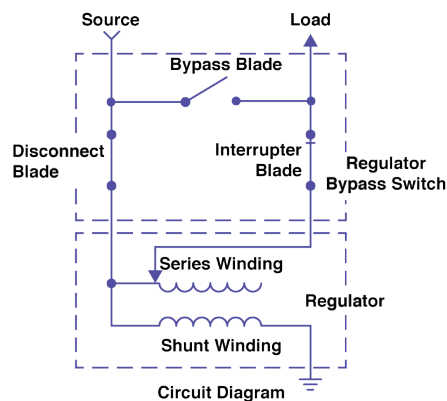 Source
Load
Bypass Blade
Disconnect
Blade
Interrupter
Blade
Regulator
Bypass Switch
Series Winding
Regulator
Shunt Winding
Circuit Diagram